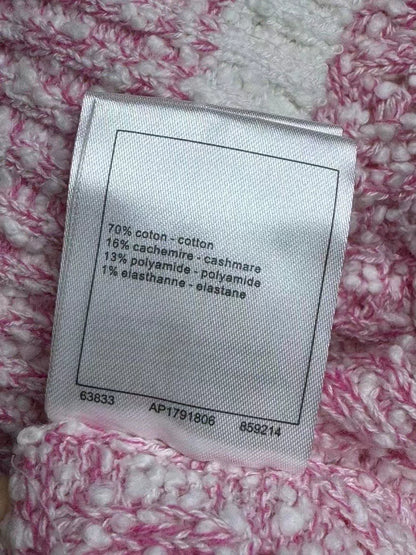 70% coton - cotton
16% cachemire - cashmare
13% polyamide - polyamide
1% elasthanne - elastane
63833 AP1791806 859214